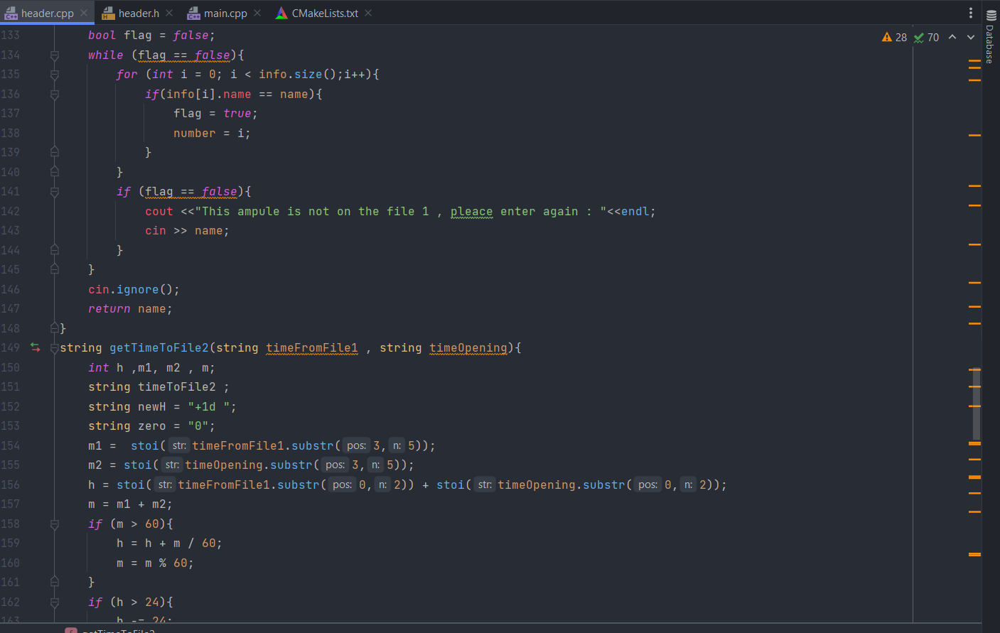 header.cpp header.h main.cpp CMakeLists.txt
28 70
Database
133 bool flag = false;
134 while (flag == false){
135 for (int i = 0; i < info.size();i++){
136 if(info[i].name == name){
137 flag = true;
138 number = i;
139 }
140 }
141 if (flag == false){
142 cout <<"This ampule is not on the file 1 , pleace enter again : "<<endl;
143 cin >> name;
144 }
145 }
146 cin.ignore();
147 return name;
148 }
149 string getTimeToFile2(string timeFromFile1 , string timeOpening){
150 int h ,m1, m2 , m;
151 string timeToFile2 ;
152 string newH = "+1d ";
153 string zero = "0";
154 m1 =  stoi( str: timeFromFile1.substr( pos: 3, n: 5));
155 m2 = stoi( str: timeOpening.substr( pos: 3, n: 5));
156 h = stoi( str: timeFromFile1.substr( pos: 0, n: 2)) + stoi( str: timeOpening.substr( pos: 0, n: 2));
157 m = m1 + m2;
158 if (m > 60){
159 h = h + m / 60;
160 m = m % 60;
161 }
162 if (h > 24){
163 h -= 24;
f getTimeToFile2